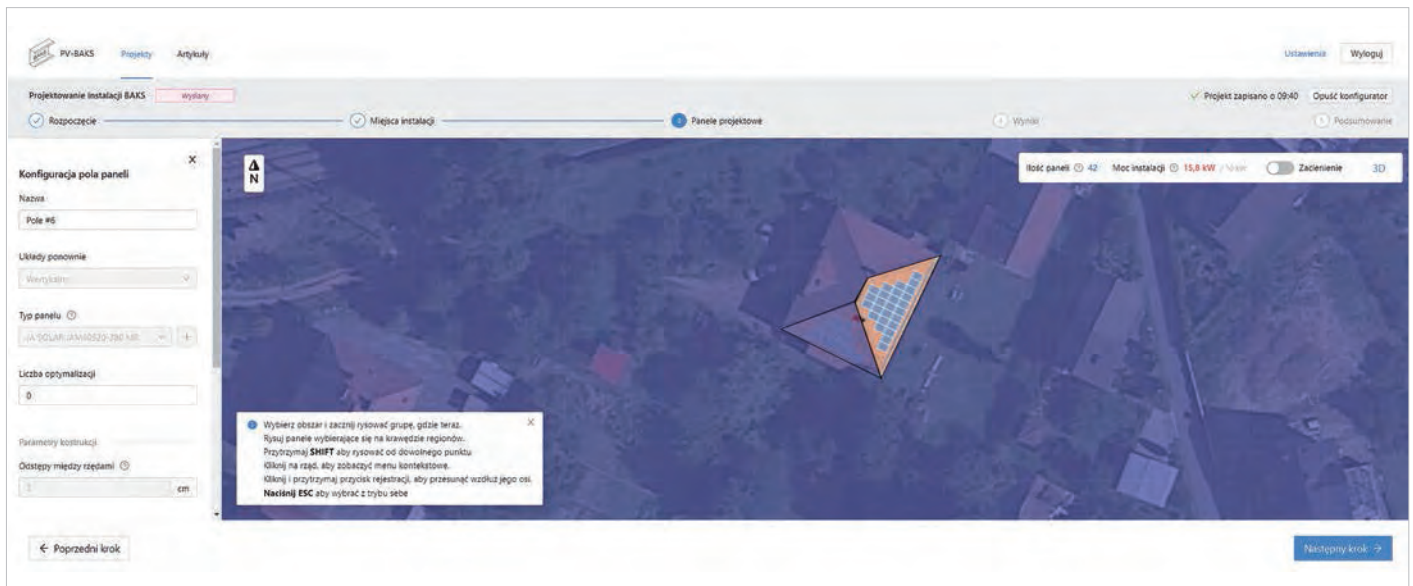 PV-BAKS Projekty Artykuły Ustawienia Wyloguj
Projektowanie instalacji BAKS Wysłany Projekt zapisano o 09:40 Opuść konfigurator
Rozpoczęcie Miejsca instalacji Panele projektowe Wyniki Podsumowanie
Konfiguracja pola paneli
N
Ilość paneli 42 Moc instalacji 15,8 kW Zacienienie 3D
Nazwa
Pole #6
Układy ponownie
Wertykalny
Typ panelu
JA SOLAR
Liczba optymalizacji
0
Parametry kostrukcji
Odstępy między rzędami
cm
Wybierz obszar i zacznij rysować grupę, gdzie teraz.
Rysuj panele wybierające się na krawędzie regionów.
Przytrzymaj SHIFT aby rysować od dowolnego punktu
Kliknij na rząd, aby zobaczyć menu kontekstowe.
Kliknij i przytrzymaj przycisk rejestracji, aby przesunąć wzdłuż jego osi.
Naciśnij ESC aby wybrać z trybu sebe
← Poprzedni krok Następny krok →